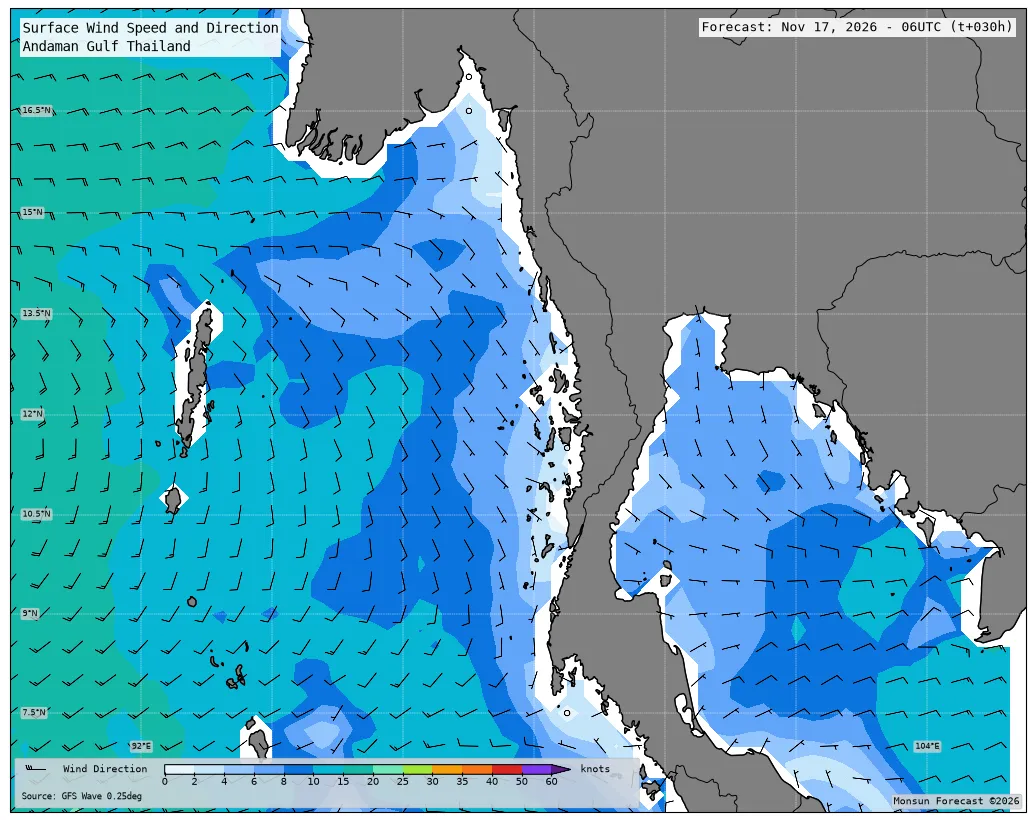 Surface Wind Speed and Direction
Andaman Gulf Thailand
Forecast: Nov 17, 2026 - 06UTC (t+030h)
16.5°N
15°N
13.5°N
12°N
10.5°N
9°N
7.5°N
92°E
104°E
Wind Direction
0 2 4 6 8 10 15 20 25 30 35 40 50 60
knots
Source: GFS Wave 0.25deg
Monsun Forecast ©2026